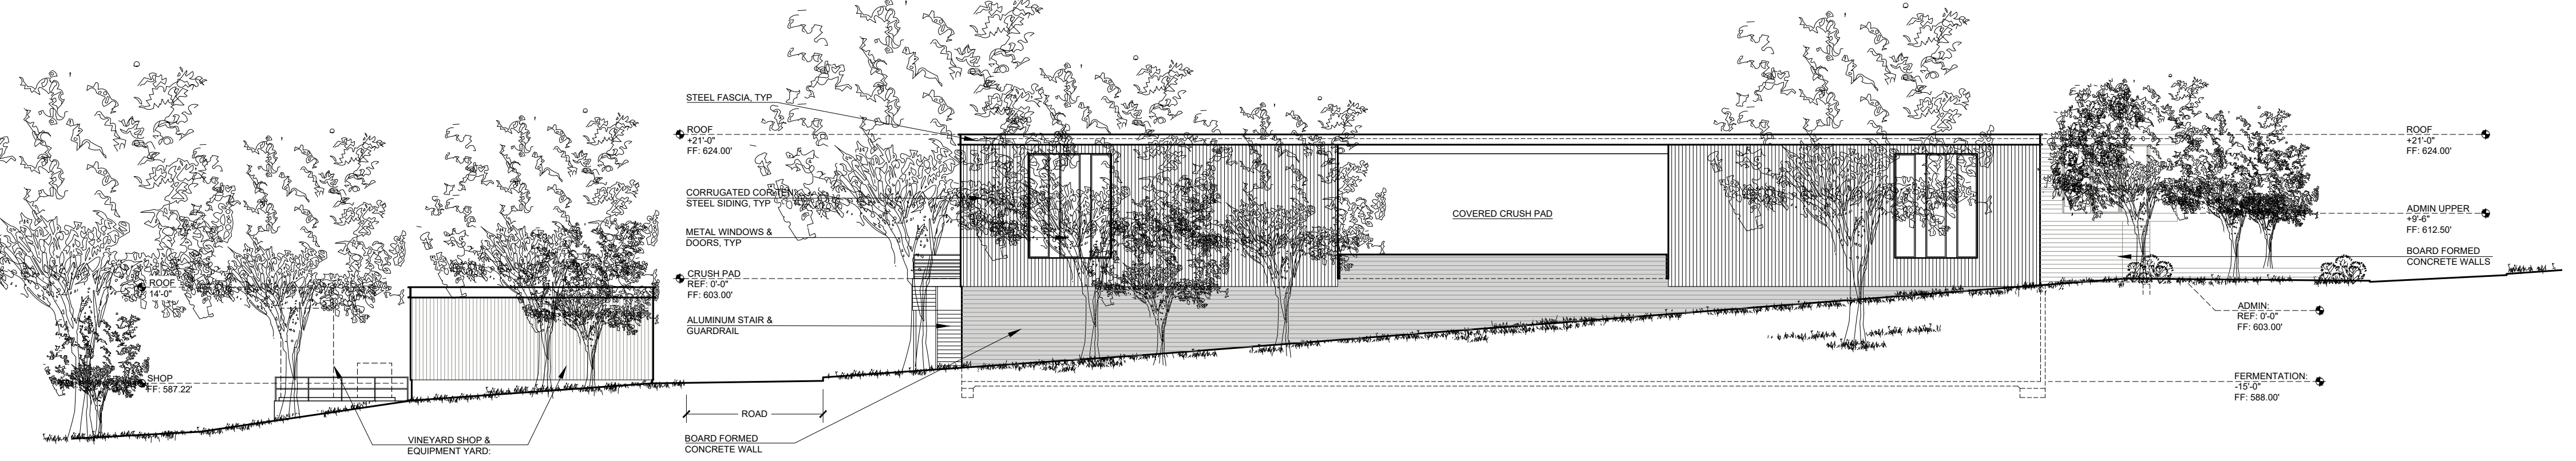 STEEL FASCIA, TYP
ROOF
+21'-0"
FF: 624.00'
CORRUGATED COR-TEN
STEEL SIDING, TYP
METAL WINDOWS &
DOORS, TYP
CRUSH PAD
REF: 0'-0"
FF: 603.00'
ALUMINUM STAIR &
GUARDRAIL
BOARD FORMED
CONCRETE WALL
ROAD
ROOF
14'-0"
SHOP
FF: 587.22'
VINEYARD SHOP &
EQUIPMENT YARD:
COVERED CRUSH PAD
ROOF
+21'-0"
FF: 624.00'
ADMIN UPPER
+9'-6"
FF: 612.50'
BOARD FORMED
CONCRETE WALLS
ADMIN:
REF: 0'-0"
FF: 603.00'
FERMENTATION:
-15'-0"
FF: 588.00'